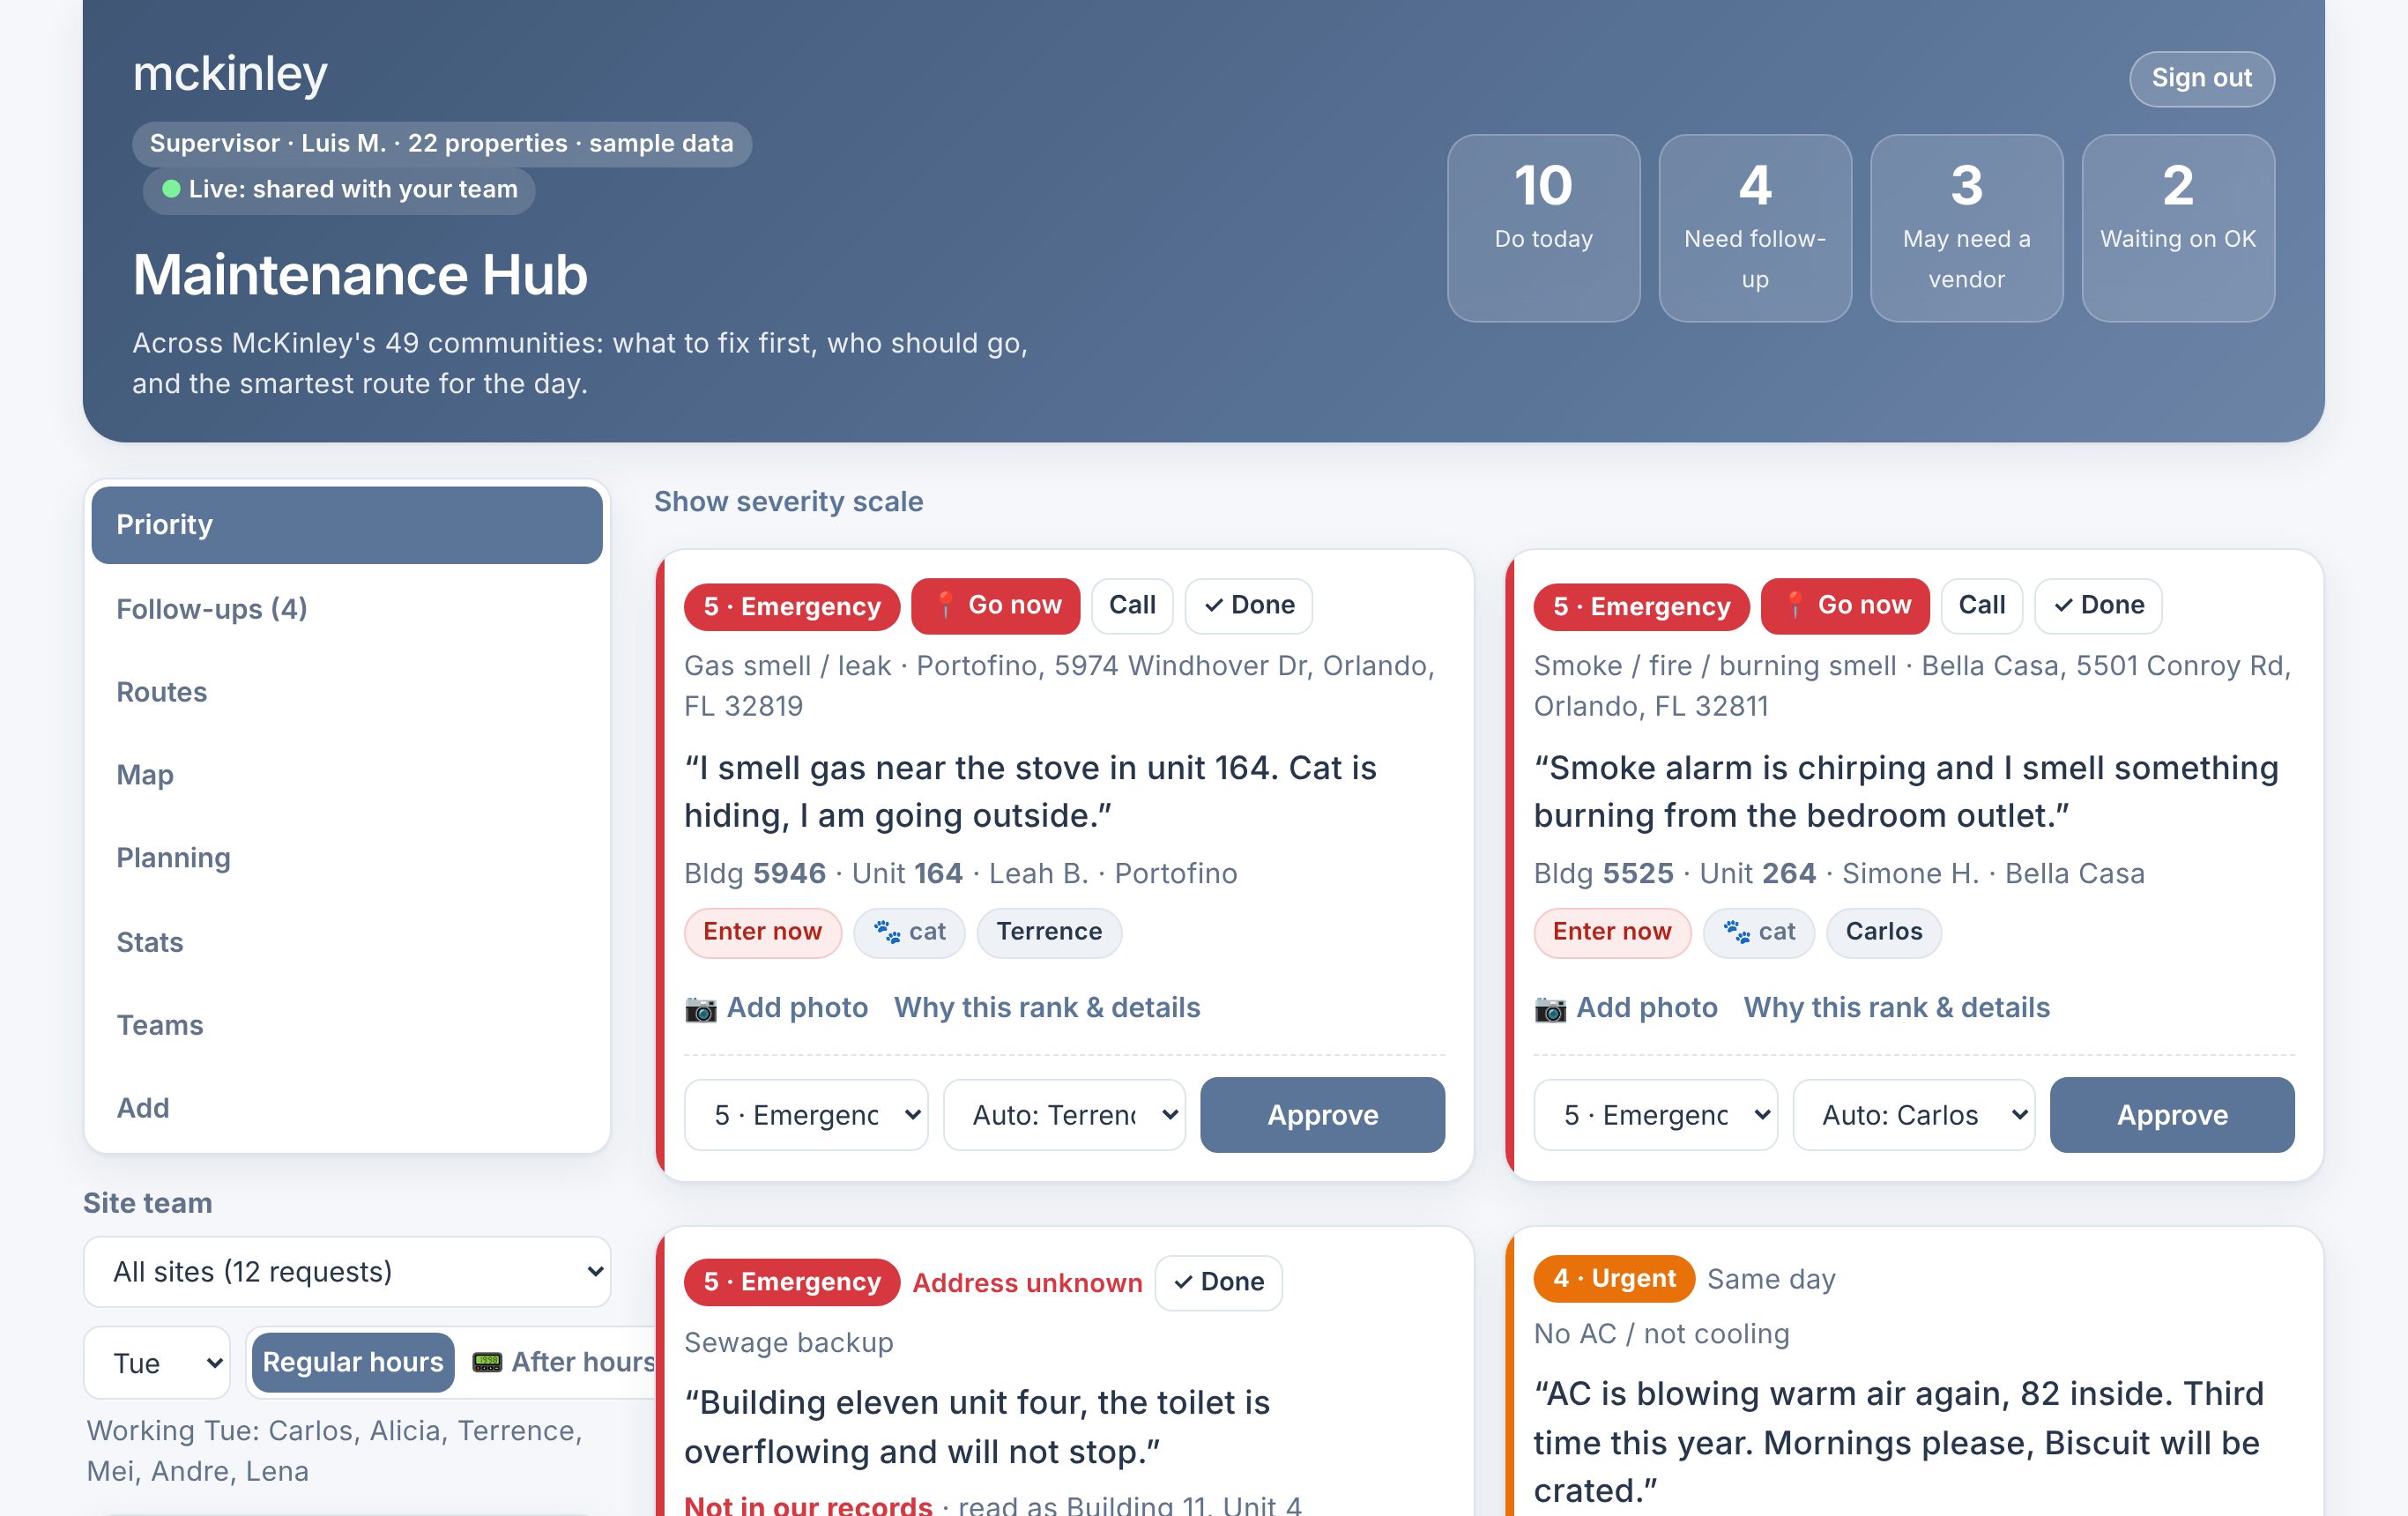 mckinley
Sign out
Supervisor · Luis M. · 22 properties · sample data
Live: shared with your team
Maintenance Hub
Across McKinley's 49 communities: what to fix first, who should go,
and the smartest route for the day.
10
Do today
4
Need follow-
up
3
May need a
vendor
2
Waiting on OK
Priority
Follow-ups (4)
Routes
Map
Planning
Stats
Teams
Add
Site team
All sites (12 requests)
Tue
Regular hours
After hours
Working Tue: Carlos, Alicia, Terrence,
Mei, Andre, Lena
Show severity scale
5 · Emergency
Go now
Call
✓ Done
Gas smell / leak · Portofino, 5974 Windhover Dr, Orlando,
FL 32819
“I smell gas near the stove in unit 164. Cat is
hiding, I am going outside.”
Bldg 5946 · Unit 164 · Leah B. · Portofino
Enter now
cat
Terrence
Add photo
Why this rank & details
5 · Emergenc
Auto: Terrenc
Approve
5 · Emergency
Go now
Call
✓ Done
Smoke / fire / burning smell · Bella Casa, 5501 Conroy Rd,
Orlando, FL 32811
“Smoke alarm is chirping and I smell something
burning from the bedroom outlet.”
Bldg 5525 · Unit 264 · Simone H. · Bella Casa
Enter now
cat
Carlos
Add photo
Why this rank & details
5 · Emergenc
Auto: Carlos
Approve
5 · Emergency
Address unknown
✓ Done
Sewage backup
“Building eleven unit four, the toilet is
overflowing and will not stop.”
Not in our records · read as Building 11, Unit 4
4 · Urgent
Same day
No AC / not cooling
“AC is blowing warm air again, 82 inside. Third
time this year. Mornings please, Biscuit will be
crated.”